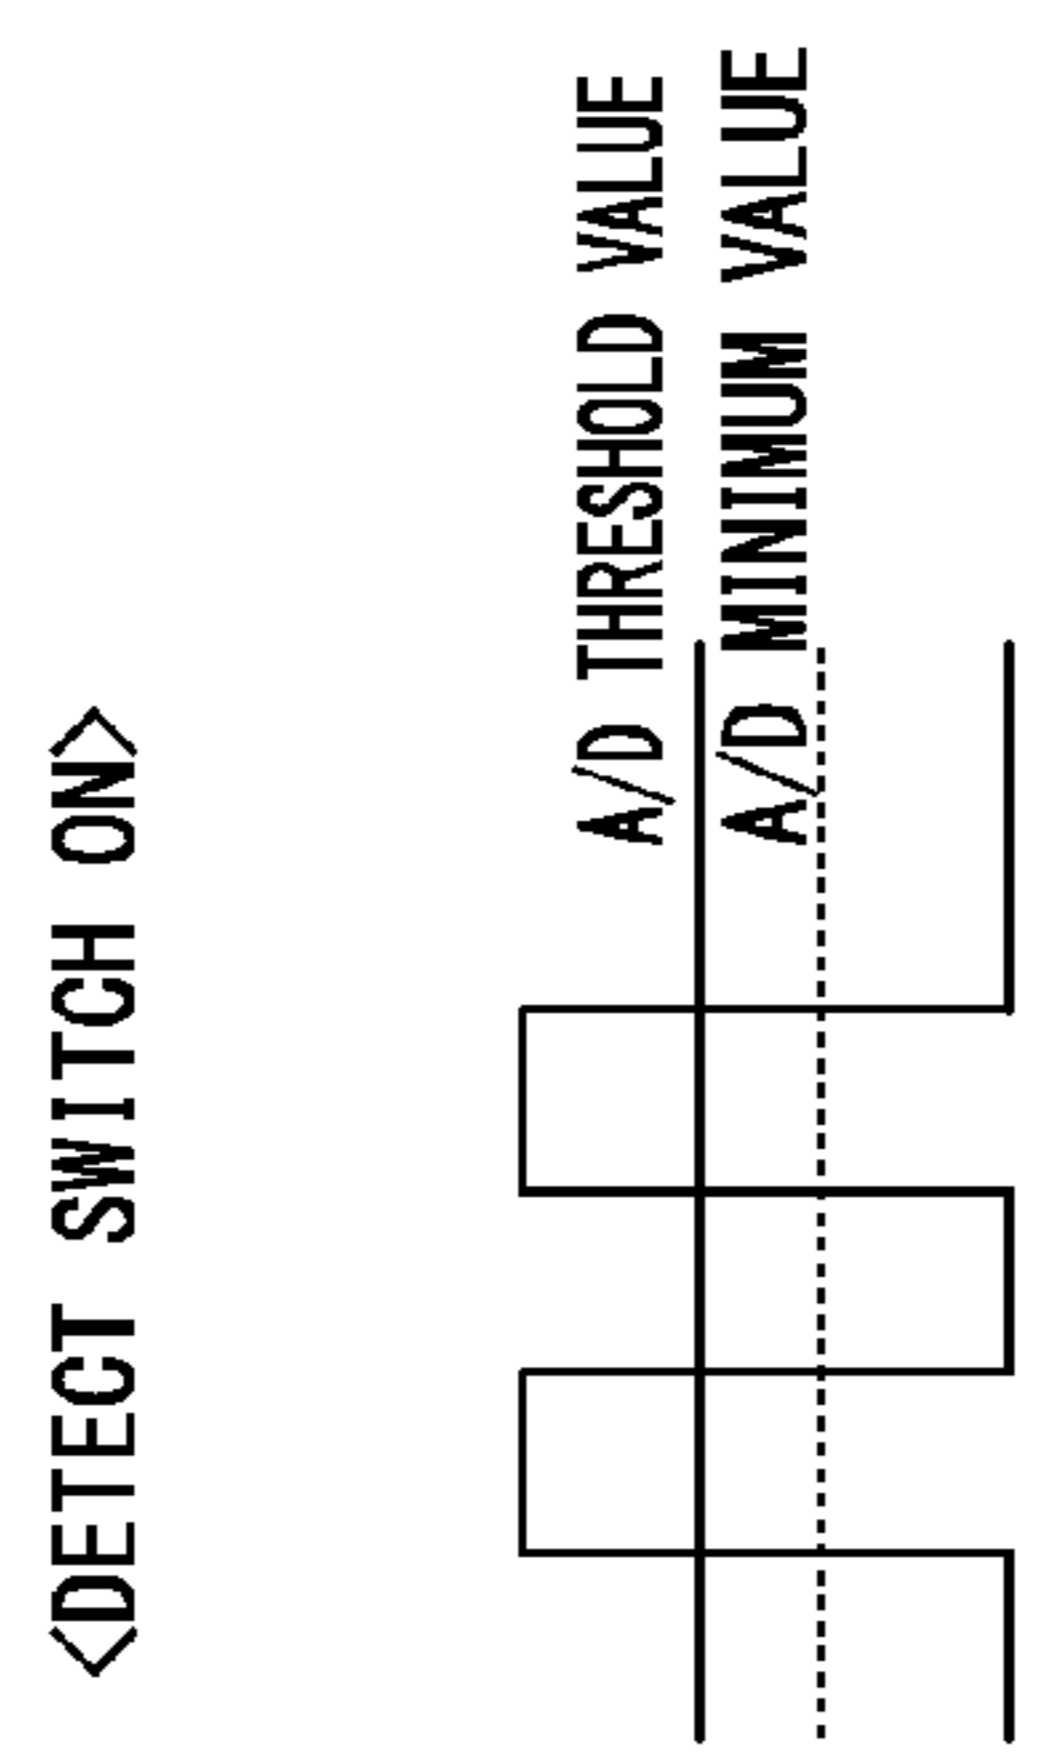 <DETECT SWITCH ON>
A/D THRESHOLD VALUE
A/D MINIMUM VALUE